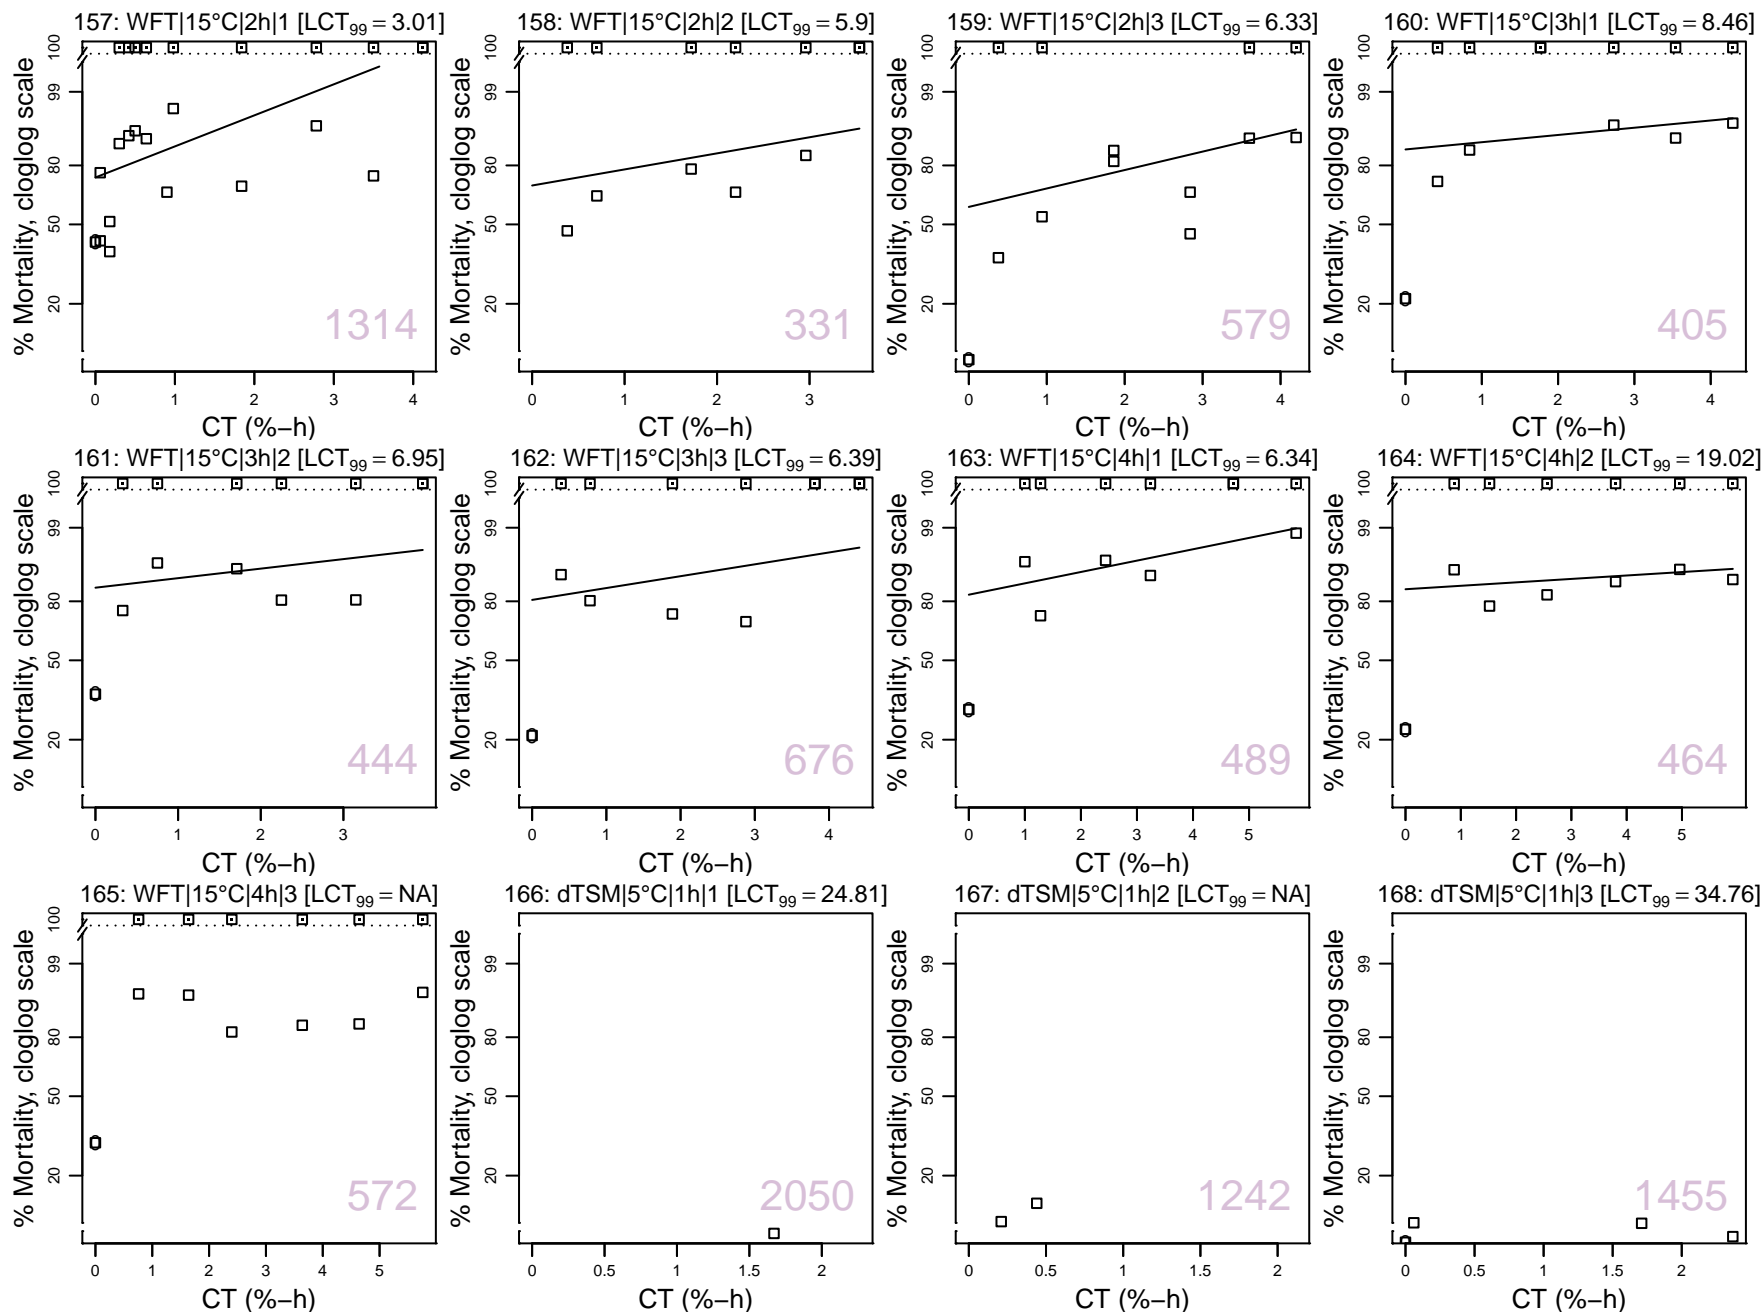 157: WFT|15°C|2h|1 [LCT99 = 3.01]
% Mortality, cloglog scale
100
99
80
50
20
1314
0 1 2 3 4
CT (%−h)
158: WFT|15°C|2h|2 [LCT99 = 5.9]
% Mortality, cloglog scale
100
99
80
50
20
331
0 1 2 3
CT (%−h)
159: WFT|15°C|2h|3 [LCT99 = 6.33]
% Mortality, cloglog scale
100
99
80
50
20
579
0 1 2 3 4
CT (%−h)
160: WFT|15°C|3h|1 [LCT99 = 8.46]
% Mortality, cloglog scale
100
99
80
50
20
405
0 1 2 3 4
CT (%−h)
161: WFT|15°C|3h|2 [LCT99 = 6.95]
% Mortality, cloglog scale
100
99
80
50
20
444
0 1 2 3
CT (%−h)
162: WFT|15°C|3h|3 [LCT99 = 6.39]
% Mortality, cloglog scale
100
99
80
50
20
676
0 1 2 3 4
CT (%−h)
163: WFT|15°C|4h|1 [LCT99 = 6.34]
% Mortality, cloglog scale
100
99
80
50
20
489
0 1 2 3 4 5
CT (%−h)
164: WFT|15°C|4h|2 [LCT99 = 19.02]
% Mortality, cloglog scale
100
99
80
50
20
464
0 1 2 3 4 5
CT (%−h)
165: WFT|15°C|4h|3 [LCT99 = NA]
% Mortality, cloglog scale
100
99
80
50
20
572
0 1 2 3 4 5
CT (%−h)
166: dTSM|5°C|1h|1 [LCT99 = 24.81]
% Mortality, cloglog scale
99
80
50
20
2050
0 0.5 1 1.5 2
CT (%−h)
167: dTSM|5°C|1h|2 [LCT99 = NA]
% Mortality, cloglog scale
99
80
50
20
1242
0 0.5 1 1.5 2
CT (%−h)
168: dTSM|5°C|1h|3 [LCT99 = 34.76]
% Mortality, cloglog scale
99
80
50
20
1455
0 0.5 1 1.5 2
CT (%−h)